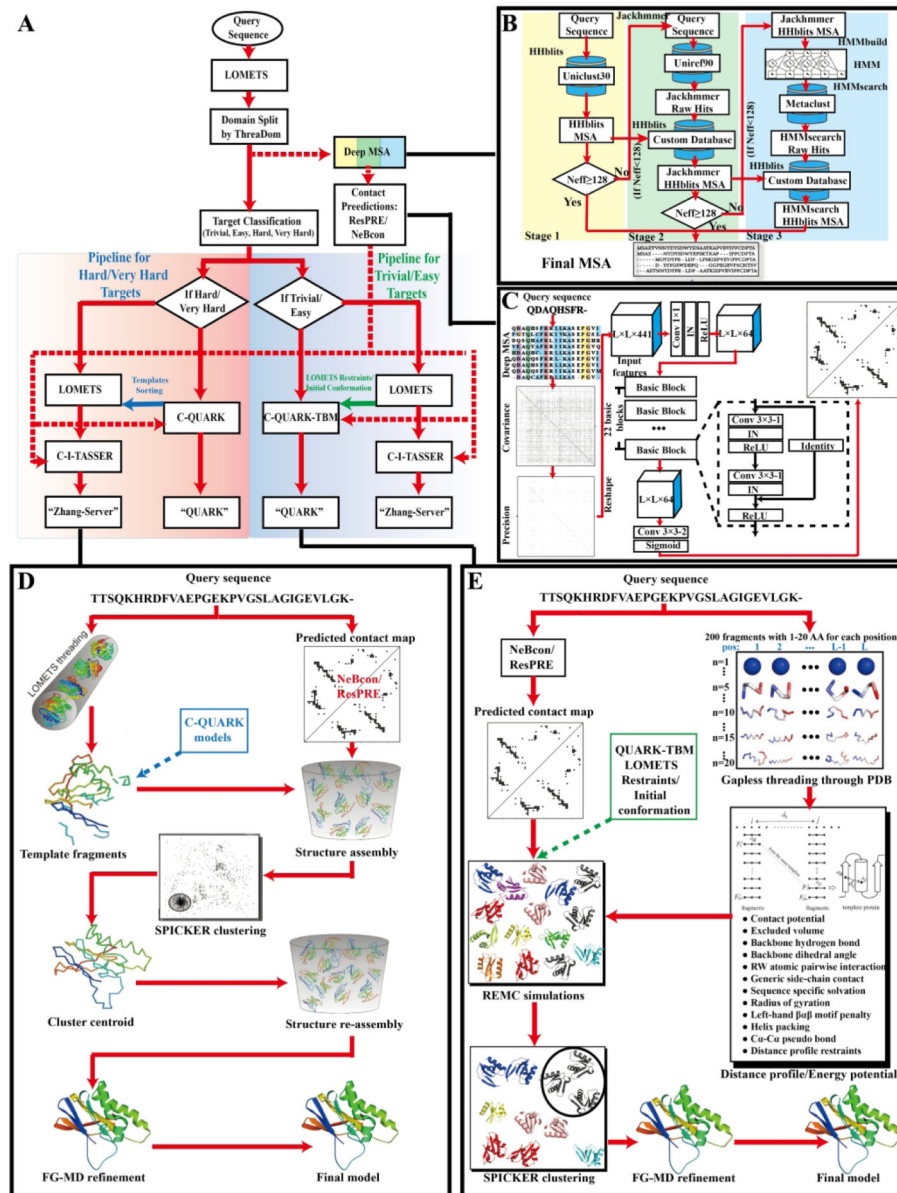 A
Query
Sequence
LOMETS
Domain Split
by ThreaDom
Deep MSA
Contact
Preedictions:
ResPRE/
NeBcon
Target Classification
(Trivial, Easy, Hard, Very Hard)
Pipeline for
Hard/Very Hard
Targets
Pipeline for
Trivial/Easy
Targets
If Hard/
Very Hard
If Trivial/
Easy
LOMETS
Templates
Sorting
C-QUARK
LOMETS Restraints/
Initial Conformation
C-QUARK-TBM
LOMETS
C-I-TASSER
C-I-TASSER
“Zhang-Server”
“QUARK”
“QUARK”
“Zhang-Server”
B
Query
Sequence
HHblits
Uniclust30
HHblits
MSA
Neff≥128
No
Yes
Stage 1
Jackhmmer
Query
Sequence
Uniref90
Jackhmmer
Raw Hits
HHblits
Custom Database
(If Neff<128)
Jackhmmer
HHblits MSA
Neff≥128
No
Yes
Stage 2
Jackhmmer
HHblits MSA
HMMbuild
HMM
HMMsearch
Metaclust
(If Neff<128)
HMMsearch
Raw Hits
HHblits
Custom Database
HMMsearch
HHblits MSA
Stage 3
Final MSA
C
Query sequence
QDAQHSFR-
Deep MSA
Covariance
Precision
Reshape
L×L×441
Input
features
Conv 1×1
IN
ReLU
L×L×64
22 basic
blocks
Basic Block
Basic Block
•••
Basic Block
L×L×64
Conv 3×3-2
Sigmoid
Conv 3×3-1
IN
ReLU
Identity
Conv 3×3-1
IN
ReLU
D
Query sequence
TTSQKHRDFVAEPGEKPVGSLAGIGEVLGK-
LOMETS threading
Predicted contact map
NeBcon/
ResPRE
C-QUARK
models
Template fragments
Structure assembly
SPICKER clustering
Cluster centroid
Structure re-assembly
FG-MD refinement
Final model
E
Query sequence
TTSQKHRDFVAEPGEKPVGSLAGIGEVLGK-
NeBcon/
ResPRE
Predicted contact map
200 fragments with 1-20 AA for each position
pos: 1 2 ... L-1 L
n=1
n=5
n=10
n=15
n=20
Gapless threading through PDB
QUARK-TBM
LOMETS
Restraints/
Initial
conformation
REMC simulations
fragments
fragments
template protein
● Contact potential
● Excluded volume
● Backbone hydrogen bond
● Backbone dihedral angle
● RW atomic pairwise interaction
● Generic side-chain contact
● Sequence specific solvation
● Radius of gyration
● Left-hand βαβ motif penalty
● Helix packing
● Cα-Cα pseudo bond
● Distance profile restraints
Distance profile/Energy potential
SPICKER clustering
FG-MD refinement
Final model